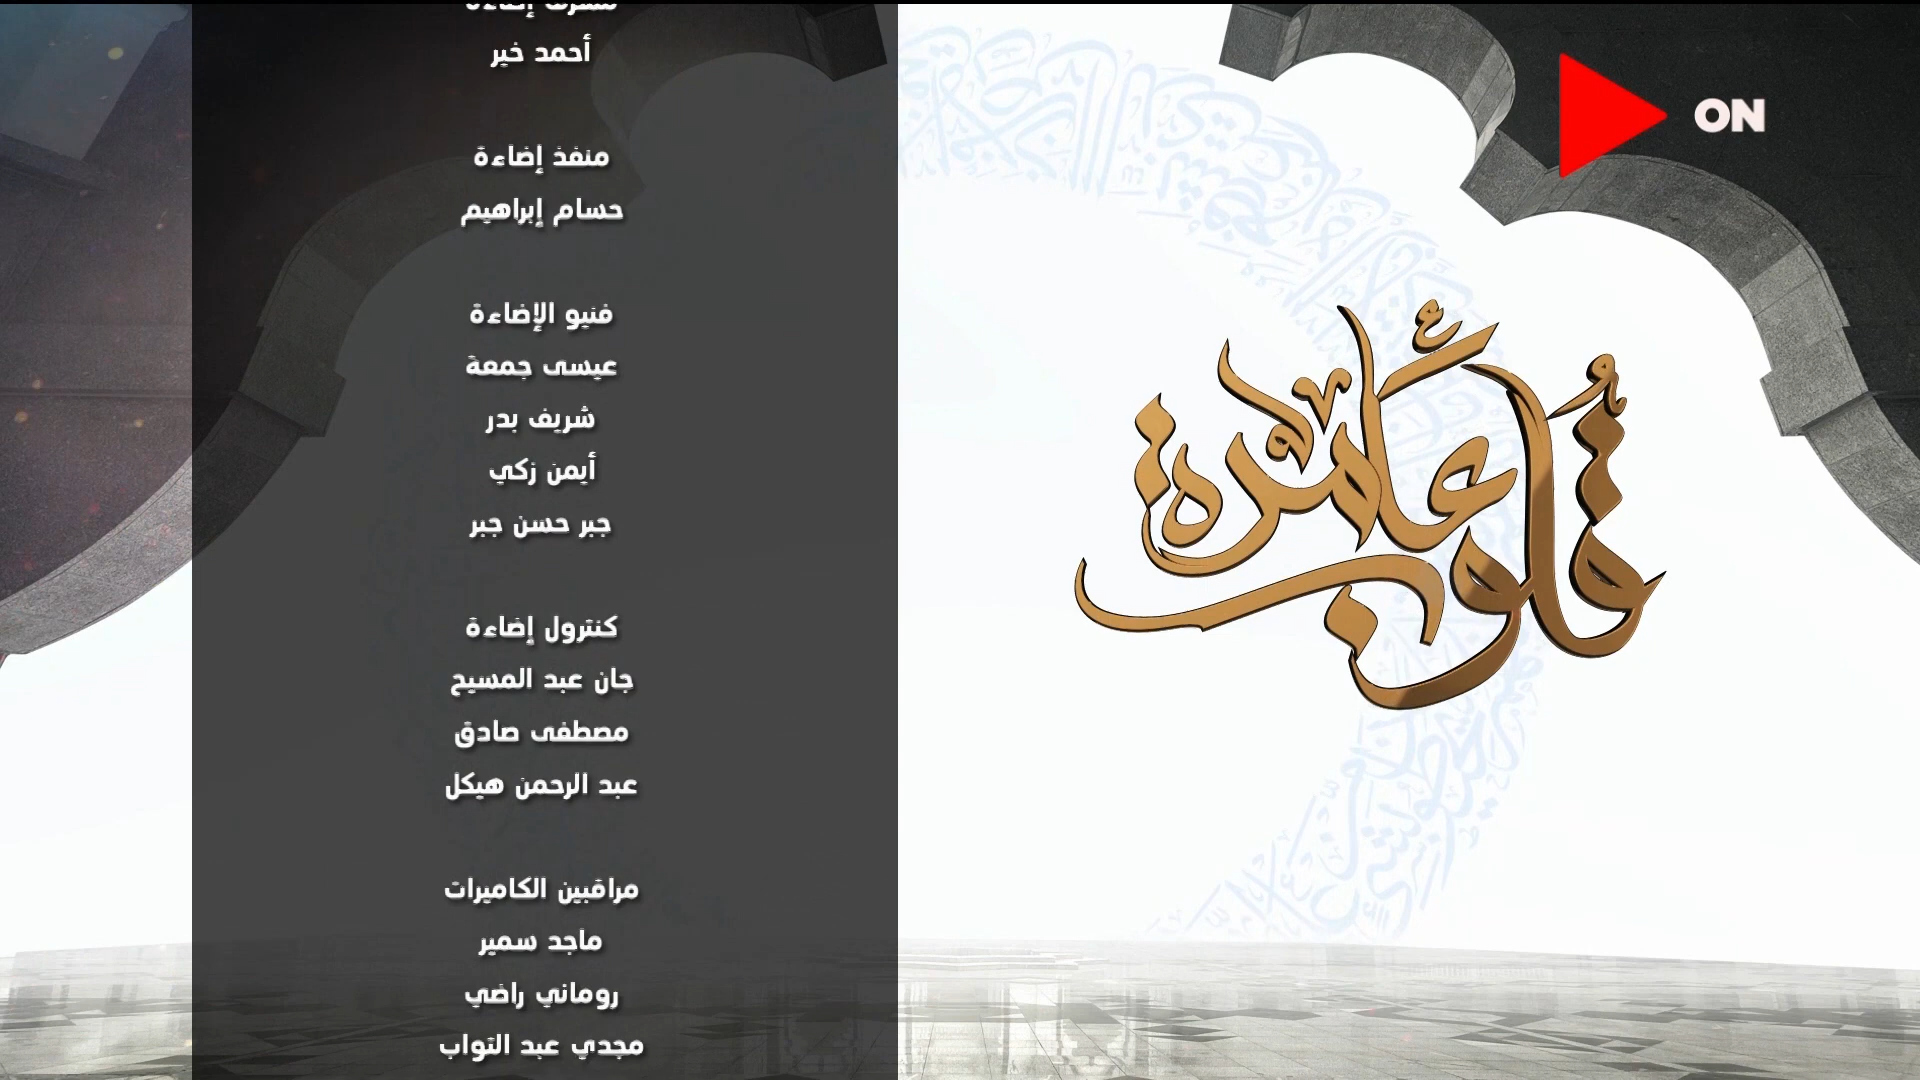 مشرف إضاءة
أحمد خير
منفذ إضاءة
حسام إبراهيم
فنيو الإضاءة
عيسى جمعة
شريف بدر
أيمن زكي
جبر حسن جبر
كنترول إضاءة
جان عبد المسيح
مصطفى صادق
عبد الرحمن هيكل
مراقبين الكاميرات
ماجد سمير
روماني راضي
مجدي عبد التواب
ON
قلوب عامرة